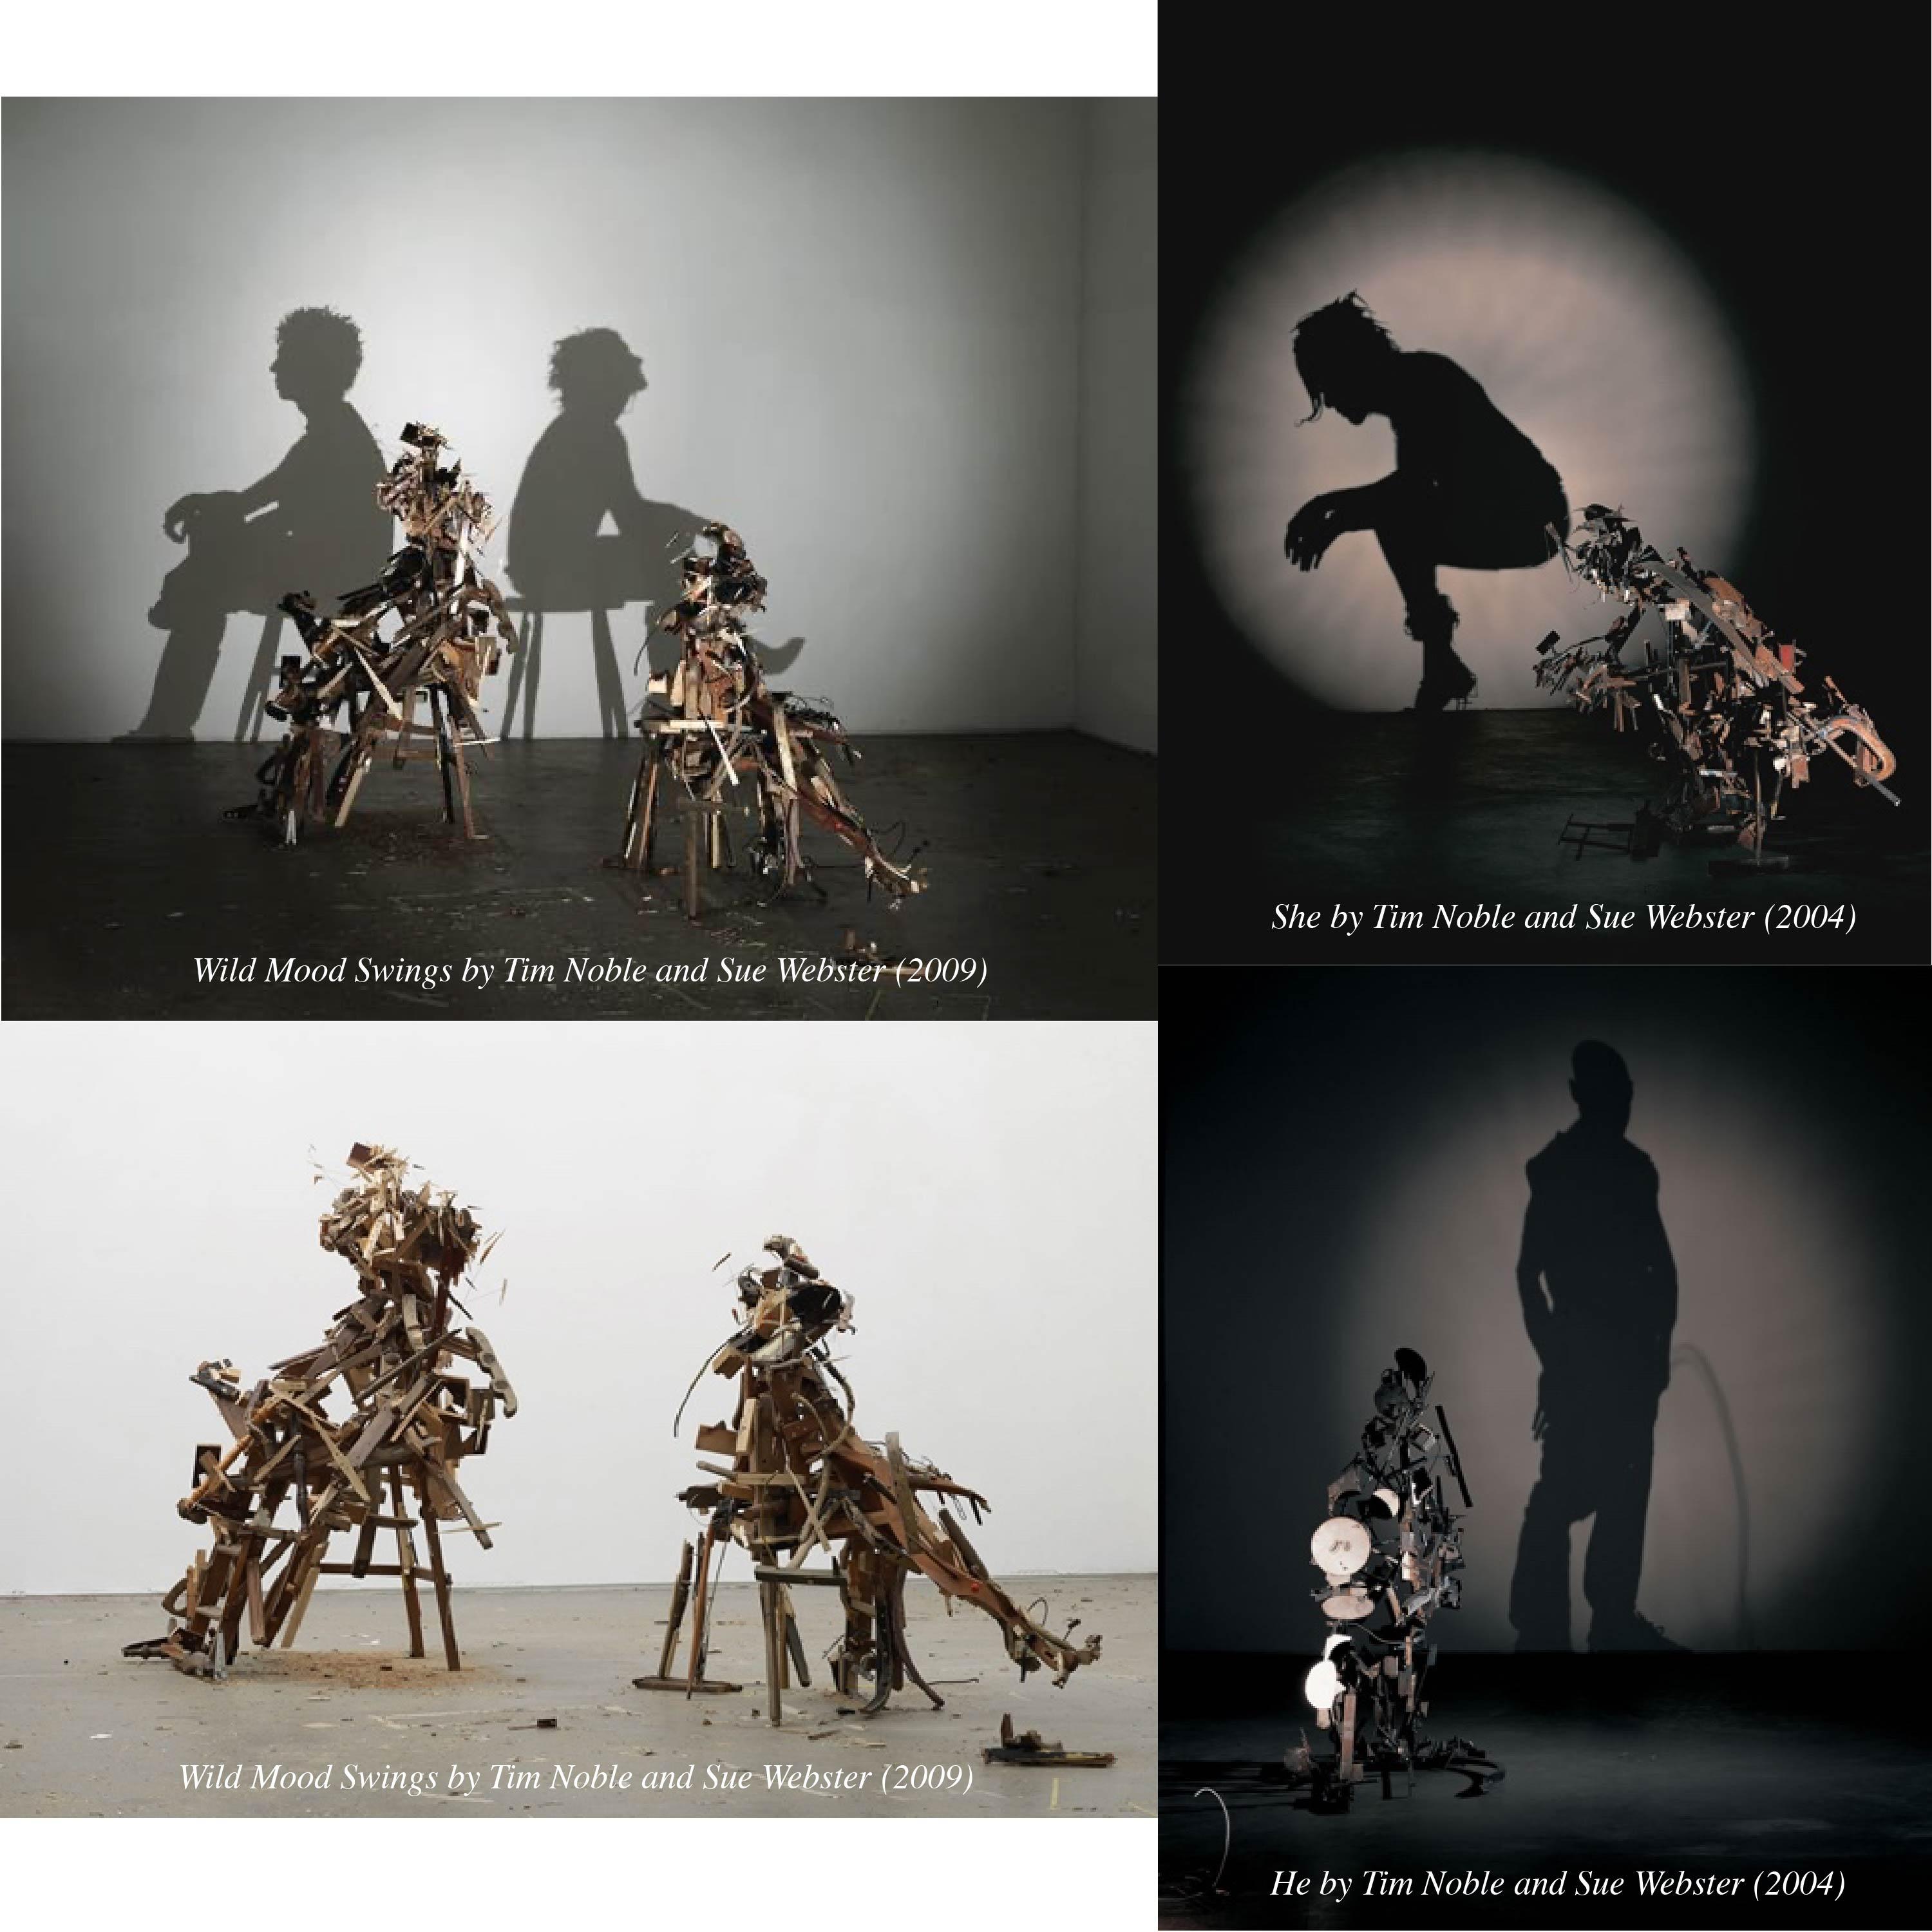 Wild Mood Swings by Tim Noble and Sue Webster (2009)
She by Tim Noble and Sue Webster (2004)
Wild Mood Swings by Tim Noble and Sue Webster (2009)
He by Tim Noble and Sue Webster (2004)